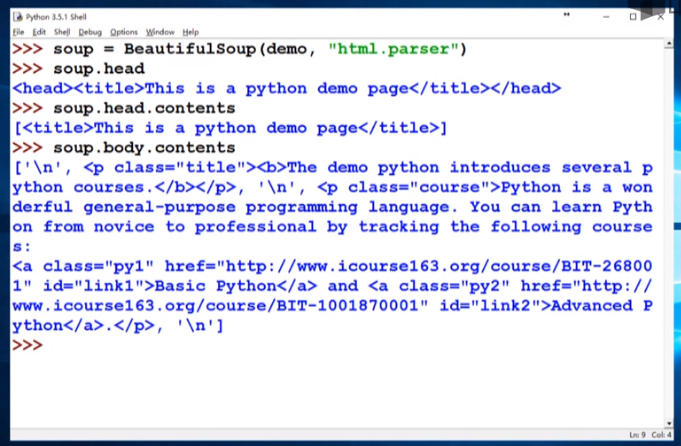 Python 3.5.1 Shell
File Edit Shell Debug Options Window Help
>>> soup = BeautifulSoup(demo, "html.parser")
>>> soup.head
<head><title>This is a python demo page</title></head>
>>> soup.head.contents
[<title>This is a python demo page</title>]
>>> soup.body.contents
['\n', <p class="title"><b>The demo python introduces several p
ython courses.</b></p>, '\n', <p class="course">Python is a won
derful general-purpose programming language. You can learn Pyth
on from novice to professional by tracking the following course
s:
<a class="py1" href="http://www.icourse163.org/course/BIT-26800
1" id="link1">Basic Python</a> and <a class="py2" href="http://
www.icourse163.org/course/BIT-1001870001" id="link2">Advanced P
ython</a>.</p>, '\n']
>>>
Ln: 9 Col: 4